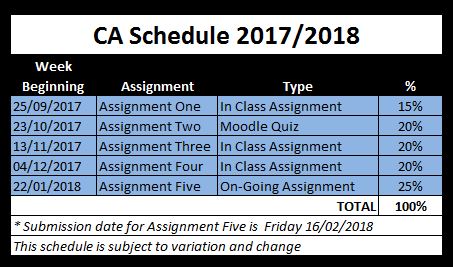 CA Schedule 2017/2018
Week Beginning Assignment Type %
25/09/2017 Assignment One In Class Assignment 15%
23/10/2017 Assignment Two Moodle Quiz 20%
13/11/2017 Assignment Three In Class Assignment 20%
04/12/2017 Assignment Four In Class Assignment 20%
22/01/2018 Assignment Five On-Going Assignment 25%
TOTAL 100%
* Submission date for Assignment Five is Friday 16/02/2018
This schedule is subject to variation and change